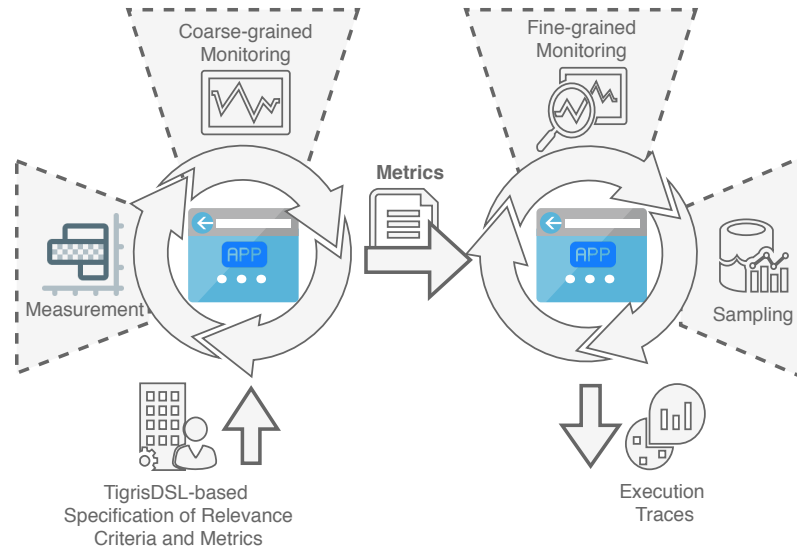 Coarse-grained
Monitoring
Fine-grained
Monitoring
Metrics
APP
APP
Measurement
Sampling
TigrisDSL-based
Specification of Relevance
Criteria and Metrics
Execution
Traces